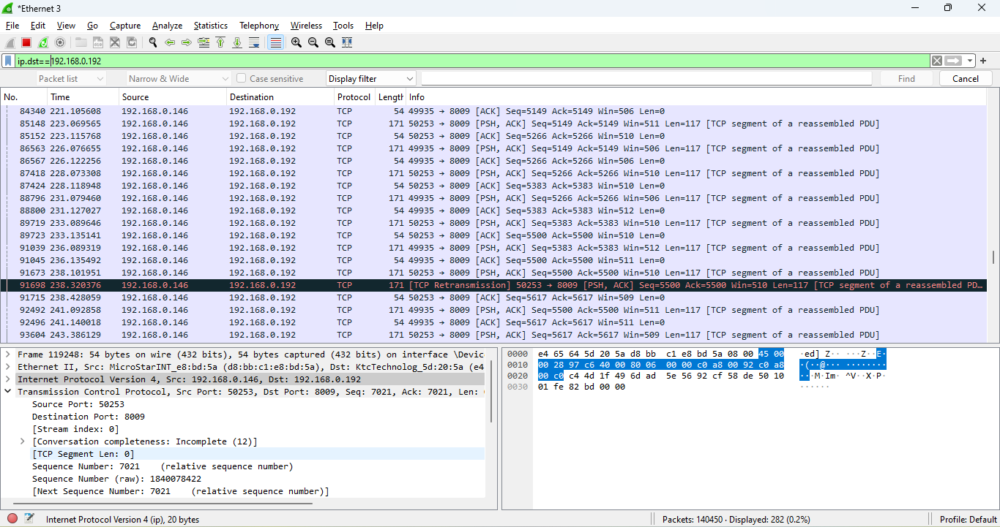 *Ethernet 3
File Edit View Go Capture Analyze Statistics Telephony Wireless Tools Help
ip.dst==192.168.0.192
Packet list Narrow & Wide Case sensitive Display filter Find Cancel
No. Time Source Destination Protocol Length Info
84340 221.105608 192.168.0.146 192.168.0.192 TCP 54 49935 → 8009 [ACK] Seq=5149 Ack=5149 Win=506 Len=0
85148 223.069565 192.168.0.146 192.168.0.192 TCP 171 50253 → 8009 [PSH, ACK] Seq=5149 Ack=5149 Win=511 Len=117 [TCP segment of a reassembled PDU]
85152 223.115768 192.168.0.146 192.168.0.192 TCP 54 50253 → 8009 [ACK] Seq=5266 Ack=5266 Win=510 Len=0
86563 226.076655 192.168.0.146 192.168.0.192 TCP 171 49935 → 8009 [PSH, ACK] Seq=5149 Ack=5149 Win=506 Len=117 [TCP segment of a reassembled PDU]
86567 226.122256 192.168.0.146 192.168.0.192 TCP 54 49935 → 8009 [ACK] Seq=5266 Ack=5266 Win=506 Len=0
87418 228.073308 192.168.0.146 192.168.0.192 TCP 171 50253 → 8009 [PSH, ACK] Seq=5266 Ack=5266 Win=510 Len=117 [TCP segment of a reassembled PDU]
87424 228.118948 192.168.0.146 192.168.0.192 TCP 54 50253 → 8009 [ACK] Seq=5383 Ack=5383 Win=510 Len=0
88796 231.079460 192.168.0.146 192.168.0.192 TCP 171 49935 → 8009 [PSH, ACK] Seq=5266 Ack=5266 Win=506 Len=117 [TCP segment of a reassembled PDU]
88800 231.127027 192.168.0.146 192.168.0.192 TCP 54 49935 → 8009 [ACK] Seq=5383 Ack=5383 Win=512 Len=0
89719 233.089646 192.168.0.146 192.168.0.192 TCP 171 50253 → 8009 [PSH, ACK] Seq=5383 Ack=5383 Win=510 Len=117 [TCP segment of a reassembled PDU]
89723 233.135141 192.168.0.146 192.168.0.192 TCP 54 50253 → 8009 [ACK] Seq=5500 Ack=5500 Win=510 Len=0
91039 236.089319 192.168.0.146 192.168.0.192 TCP 171 49935 → 8009 [PSH, ACK] Seq=5383 Ack=5383 Win=512 Len=117 [TCP segment of a reassembled PDU]
91045 236.135492 192.168.0.146 192.168.0.192 TCP 54 49935 → 8009 [ACK] Seq=5500 Ack=5500 Win=511 Len=0
91673 238.101951 192.168.0.146 192.168.0.192 TCP 171 50253 → 8009 [PSH, ACK] Seq=5500 Ack=5500 Win=510 Len=117 [TCP segment of a reassembled PDU]
91698 238.320376 192.168.0.146 192.168.0.192 TCP 171 [TCP Retransmission] 50253 → 8009 [PSH, ACK] Seq=5500 Ack=5500 Win=510 Len=117 [TCP segment of a reassembled PD…
91715 238.428059 192.168.0.146 192.168.0.192 TCP 54 50253 → 8009 [ACK] Seq=5617 Ack=5617 Win=509 Len=0
92492 241.092858 192.168.0.146 192.168.0.192 TCP 171 49935 → 8009 [PSH, ACK] Seq=5500 Ack=5500 Win=511 Len=117 [TCP segment of a reassembled PDU]
92496 241.140018 192.168.0.146 192.168.0.192 TCP 54 49935 → 8009 [ACK] Seq=5617 Ack=5617 Win=511 Len=0
93604 243.386129 192.168.0.146 192.168.0.192 TCP 171 50253 → 8009 [PSH, ACK] Seq=5617 Ack=5617 Win=509 Len=117 [TCP segment of a reassembled PDU]
Frame 119248: 54 bytes on wire (432 bits), 54 bytes captured (432 bits) on interface \Devic
Ethernet II, Src: MicroStarINT_e8:bd:5a (d8:bb:c1:e8:bd:5a), Dst: KtcTechnolog_5d:20:5a (e4
Internet Protocol Version 4, Src: 192.168.0.146, Dst: 192.168.0.192
Transmission Control Protocol, Src Port: 50253, Dst Port: 8009, Seq: 7021, Ack: 7021, Len:
Source Port: 50253
Destination Port: 8009
[Stream index: 0]
[Conversation completeness: Incomplete (12)]
[TCP Segment Len: 0]
Sequence Number: 7021 (relative sequence number)
Sequence Number (raw): 1840078422
[Next Sequence Number: 7021 (relative sequence number)]
0000 e4 65 64 5d 20 5a d8 bb c1 e8 bd 5a 08 00 45 00 ·ed] Z·· ···Z··E·
0010 00 28 97 c6 40 00 80 06 00 00 c0 a8 00 92 c0 a8 ·(··@··· ········
0020 00 c0 c4 4d 1f 49 6d ad 5e 56 92 cf 58 de 50 10 ···M·Im· ^V··X·P·
0030 01 fe 82 bd 00 00 ······
Internet Protocol Version 4 (ip), 20 bytes Packets: 140450 · Displayed: 282 (0.2%) Profile: Default